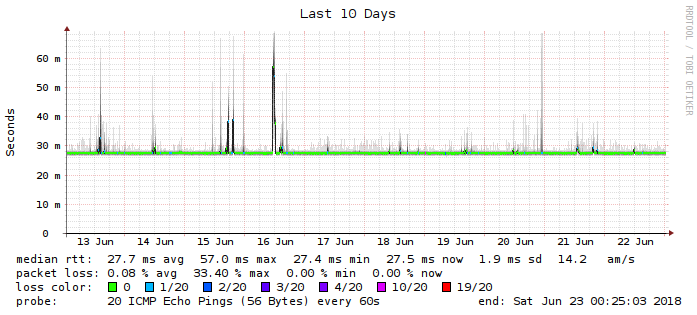 Last 10 Days
RRDTOOL / TOBI OETIKER
Seconds
60 m
50 m
40 m
30 m
20 m
10 m
0
13 Jun 14 Jun 15 Jun 16 Jun 17 Jun 18 Jun 19 Jun 20 Jun 21 Jun 22 Jun
median rtt: 27.7 ms avg 57.0 ms max 27.4 ms min 27.5 ms now 1.9 ms sd 14.2 am/s
packet loss: 0.08 % avg 33.40 % max 0.00 % min 0.00 % now
loss color: 0 1/20 2/20 3/20 4/20 10/20 19/20
probe: 20 ICMP Echo Pings (56 Bytes) every 60s end: Sat Jun 23 00:25:03 2018